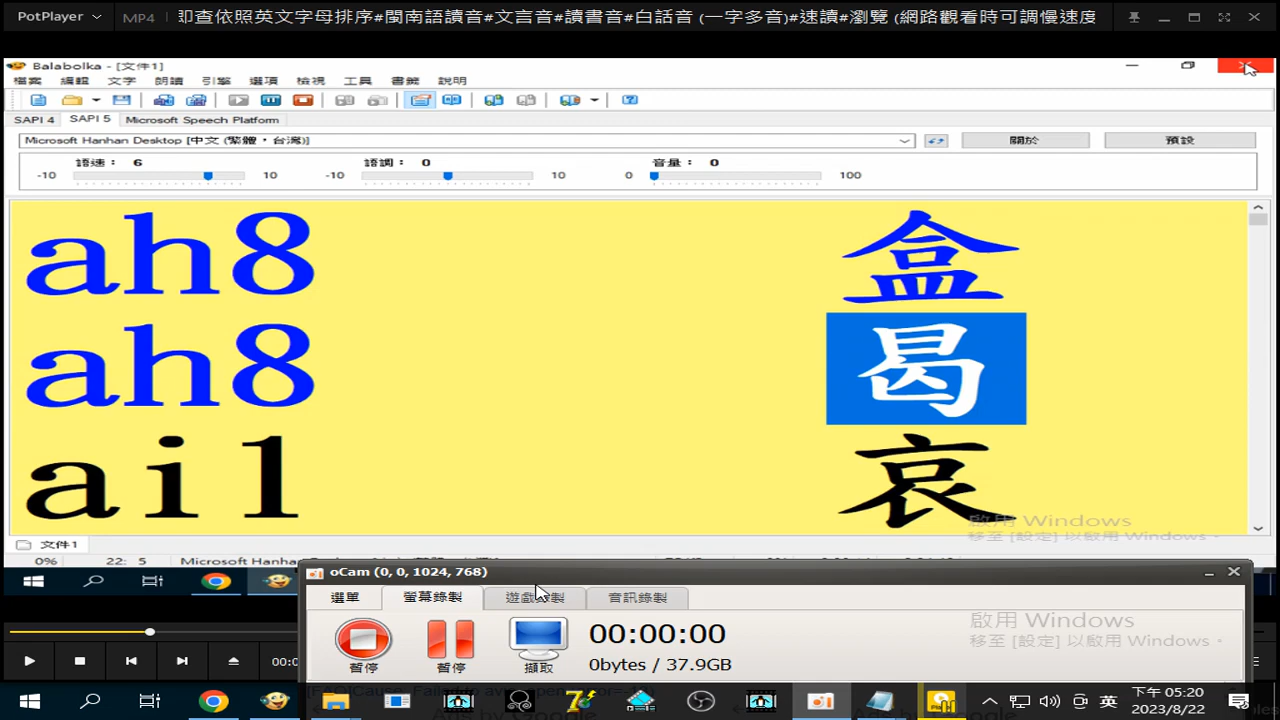 PotPlayer MP4 即查依照英文字母排序#閩南語讀音#文言音#讀書音#白話音 (一字多音)#速讀#瀏覽 (網路觀看時可調慢速度
Balabolka - [文件1]
檔案 編輯 文字 朗讀 引擎 選項 檢視 工具 書籤 說明
SAPI 4 SAPI 5 Microsoft Speech Platform
Microsoft Hanhan Desktop [中文 (繁體，台灣)] 關於 預設
語速： 6 語調： 0 音量： 0
-10 10 -10 10 0 100
ah8 盒
ah8 曷
ai1 哀
啟用 Windows
移至 [設定] 以啟用 Windows。
文件1
0% 22: 5 Microsoft Hanha
oCam (0, 0, 1024, 768)
選單 螢幕錄製 遊戲錄製 音訊錄製
00:00:00
0bytes / 37.9GB
暫停 暫停 擷取
啟用 Windows
移至 [設定] 以啟用 Windows。
00:0
英 下午 05:20
2023/8/22